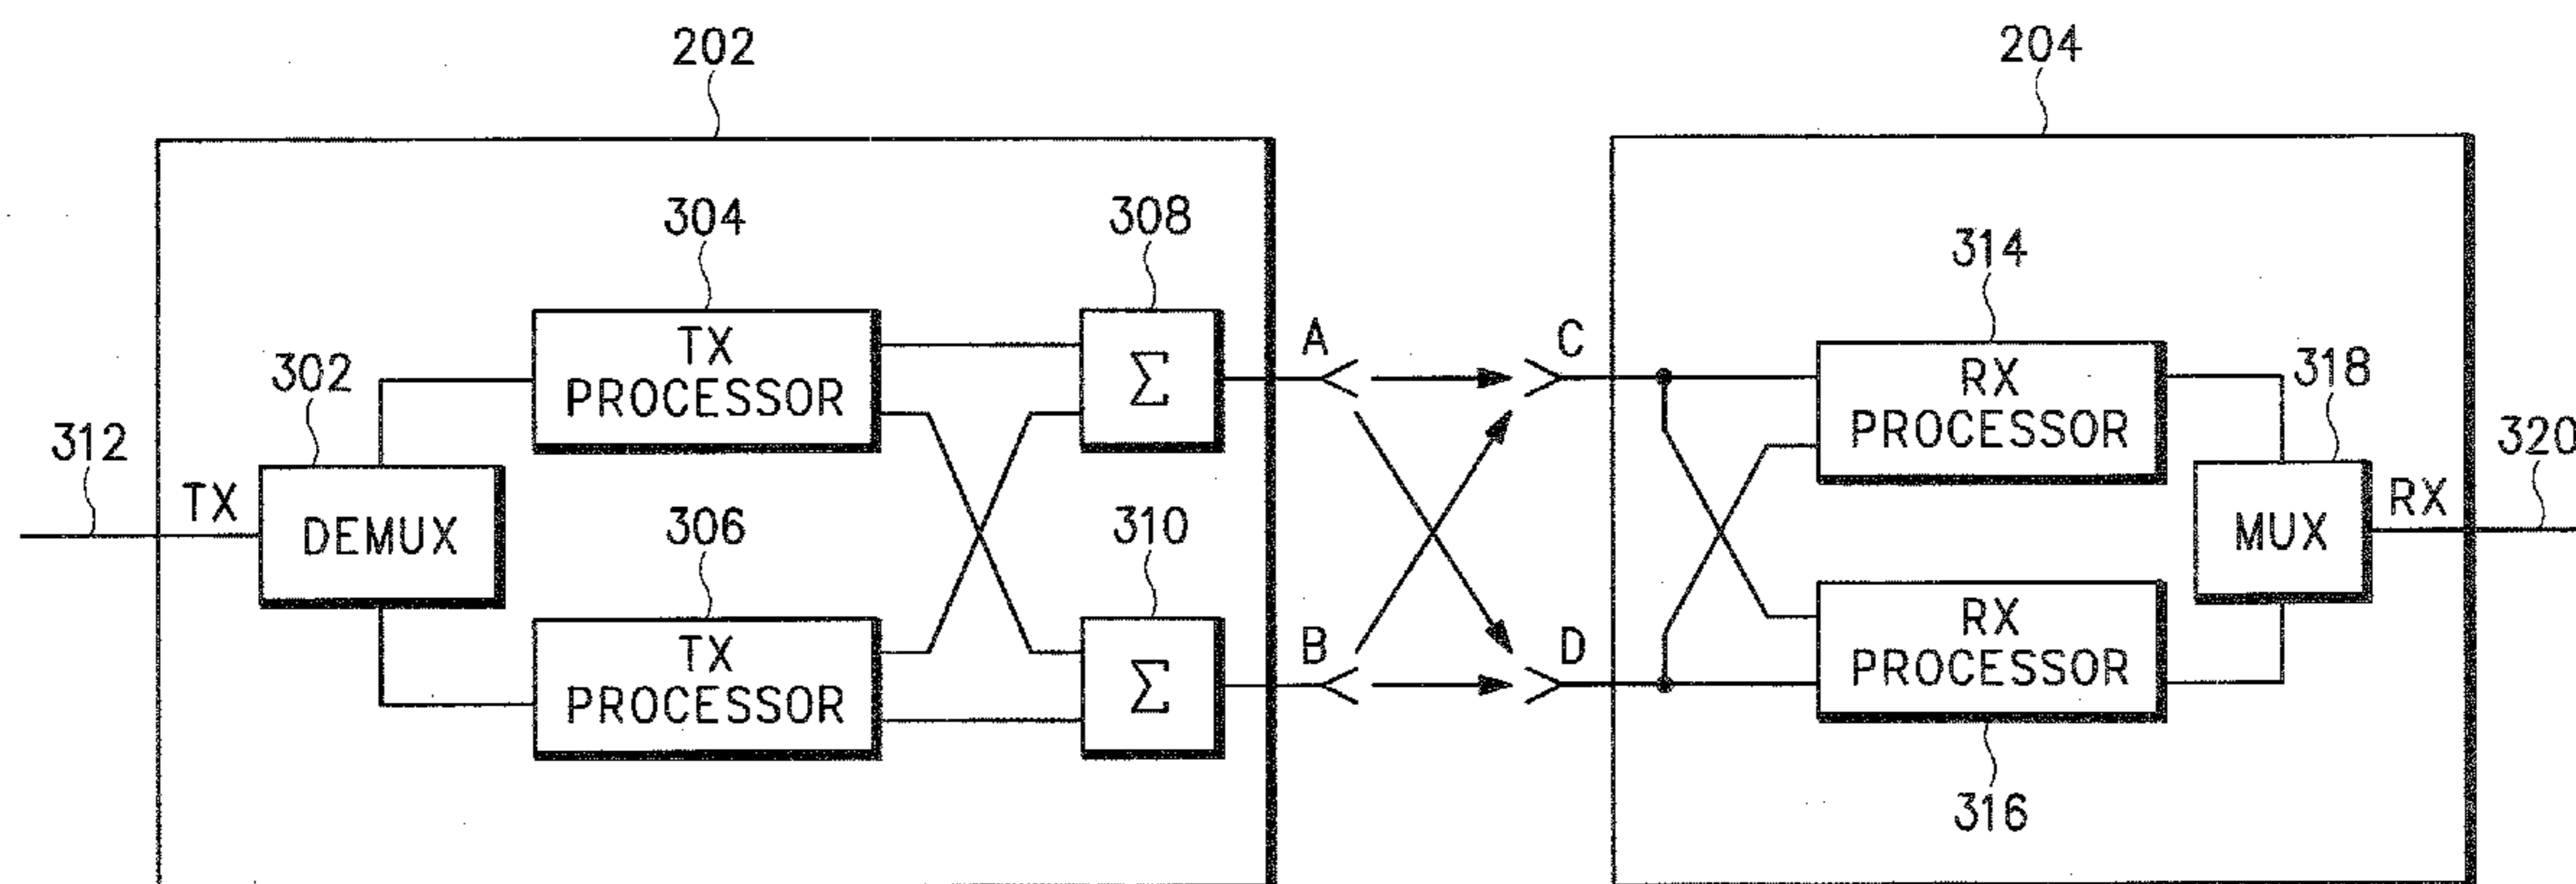 202
204
304
308
314
TX
PROCESSOR
Σ
A
C
RX
PROCESSOR
302
318
312
TX
DEMUX
306
310
MUX
RX
320
TX
PROCESSOR
Σ
B
D
RX
PROCESSOR
316